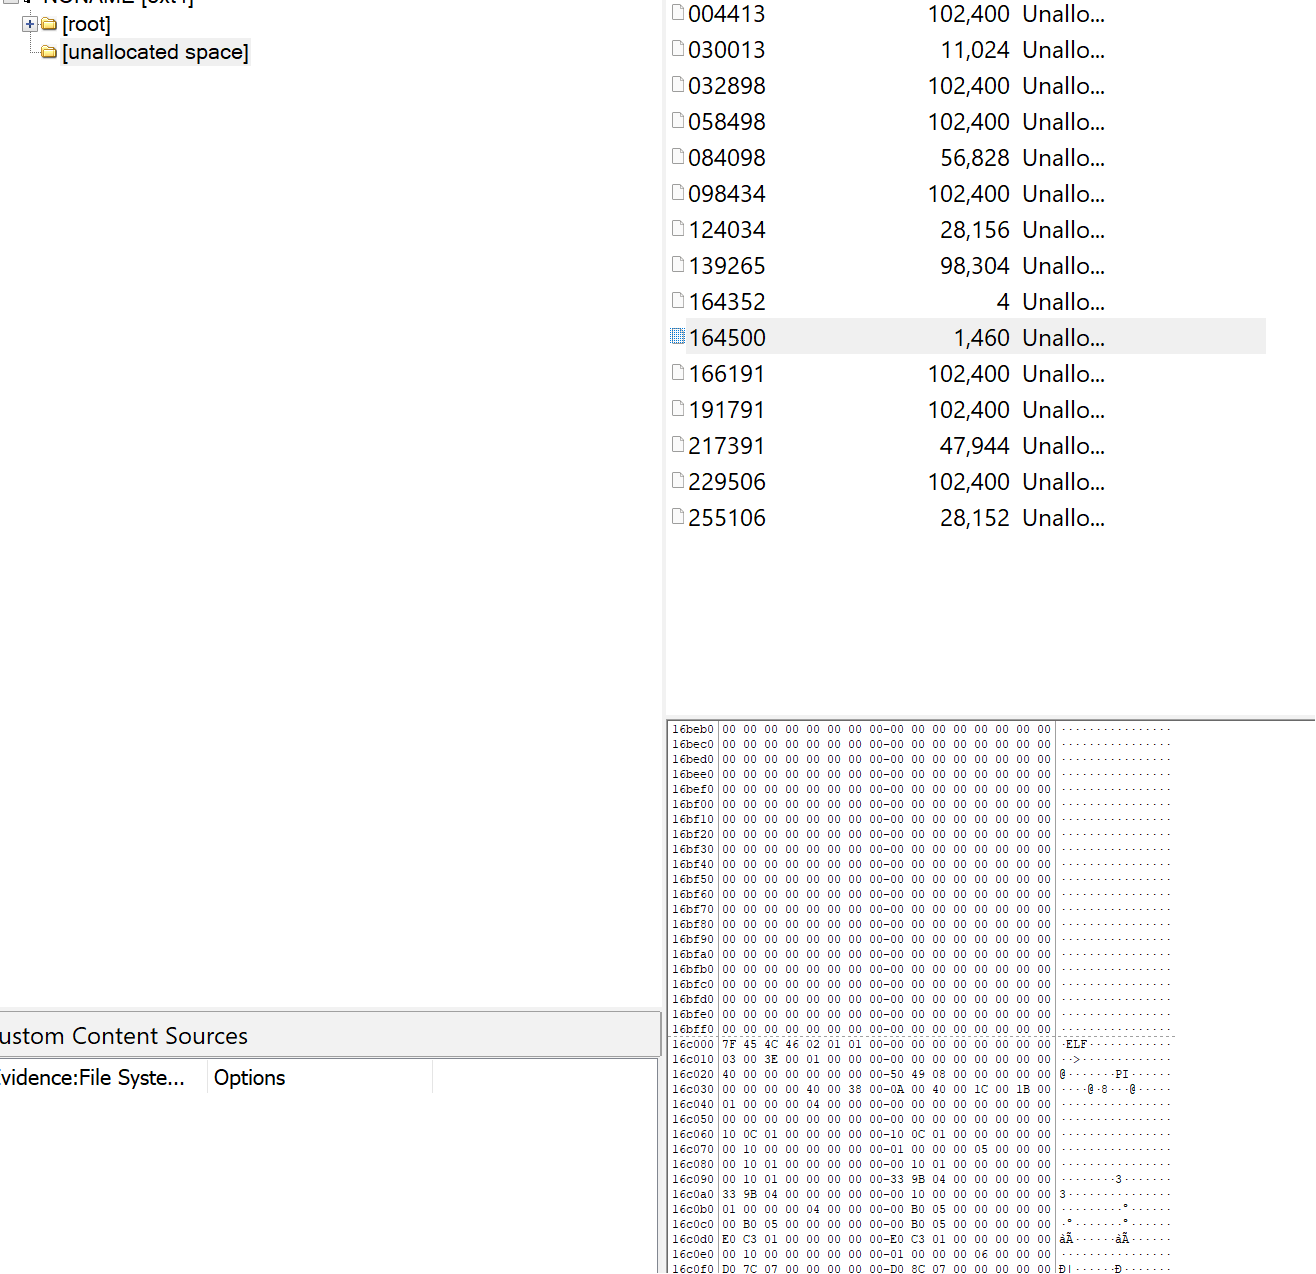 [root]
[unallocated space]
004413 102,400 Unallo...
030013 11,024 Unallo...
032898 102,400 Unallo...
058498 102,400 Unallo...
084098 56,828 Unallo...
098434 102,400 Unallo...
124034 28,156 Unallo...
139265 98,304 Unallo...
164352 4 Unallo...
164500 1,460 Unallo...
166191 102,400 Unallo...
191791 102,400 Unallo...
217391 47,944 Unallo...
229506 102,400 Unallo...
255106 28,152 Unallo...
ustom Content Sources
vidence:File Syste... Options
16beb0 00 00 00 00 00 00 00 00-00 00 00 00 00 00 00 00 ················
16bec0 00 00 00 00 00 00 00 00-00 00 00 00 00 00 00 00 ················
16bed0 00 00 00 00 00 00 00 00-00 00 00 00 00 00 00 00 ················
16bee0 00 00 00 00 00 00 00 00-00 00 00 00 00 00 00 00 ················
16bef0 00 00 00 00 00 00 00 00-00 00 00 00 00 00 00 00 ················
16bf00 00 00 00 00 00 00 00 00-00 00 00 00 00 00 00 00 ················
16bf10 00 00 00 00 00 00 00 00-00 00 00 00 00 00 00 00 ················
16bf20 00 00 00 00 00 00 00 00-00 00 00 00 00 00 00 00 ················
16bf30 00 00 00 00 00 00 00 00-00 00 00 00 00 00 00 00 ················
16bf40 00 00 00 00 00 00 00 00-00 00 00 00 00 00 00 00 ················
16bf50 00 00 00 00 00 00 00 00-00 00 00 00 00 00 00 00 ················
16bf60 00 00 00 00 00 00 00 00-00 00 00 00 00 00 00 00 ················
16bf70 00 00 00 00 00 00 00 00-00 00 00 00 00 00 00 00 ················
16bf80 00 00 00 00 00 00 00 00-00 00 00 00 00 00 00 00 ················
16bf90 00 00 00 00 00 00 00 00-00 00 00 00 00 00 00 00 ················
16bfa0 00 00 00 00 00 00 00 00-00 00 00 00 00 00 00 00 ················
16bfb0 00 00 00 00 00 00 00 00-00 00 00 00 00 00 00 00 ················
16bfc0 00 00 00 00 00 00 00 00-00 00 00 00 00 00 00 00 ················
16bfd0 00 00 00 00 00 00 00 00-00 00 00 00 00 00 00 00 ················
16bfe0 00 00 00 00 00 00 00 00-00 00 00 00 00 00 00 00 ················
16bff0 00 00 00 00 00 00 00 00-00 00 00 00 00 00 00 00 ················
16c000 7F 45 4C 46 02 01 01 00-00 00 00 00 00 00 00 00 ·ELF············
16c010 03 00 3E 00 01 00 00 00-00 00 00 00 00 00 00 00 ··>·············
16c020 40 00 00 00 00 00 00 00-50 49 08 00 00 00 00 00 @·······PI······
16c030 00 00 00 00 40 00 38 00-0A 00 40 00 1C 00 1B 00 ····@·8···@·····
16c040 01 00 00 00 04 00 00 00-00 00 00 00 00 00 00 00 ················
16c050 00 00 00 00 00 00 00 00-00 00 00 00 00 00 00 00 ················
16c060 10 0C 01 00 00 00 00 00-10 0C 01 00 00 00 00 00 ················
16c070 00 10 00 00 00 00 00 00-01 00 00 00 05 00 00 00 ················
16c080 00 10 01 00 00 00 00 00-00 10 01 00 00 00 00 00 ················
16c090 00 10 01 00 00 00 00 00-33 9B 04 00 00 00 00 00 ········3·······
16c0a0 33 9B 04 00 00 00 00 00-00 10 00 00 00 00 00 00 3···············
16c0b0 01 00 00 00 04 00 00 00-00 B0 05 00 00 00 00 00 ·········°······
16c0c0 00 B0 05 00 00 00 00 00-00 B0 05 00 00 00 00 00 ·°·······°······
16c0d0 E0 C3 01 00 00 00 00 00-E0 C3 01 00 00 00 00 00 àÃ······àÃ······
16c0e0 00 10 00 00 00 00 00 00-01 00 00 00 06 00 00 00 ················
16c0f0 D0 7C 07 00 00 00 00 00-D0 8C 07 00 00 00 00 00 Ð|······Ð·······